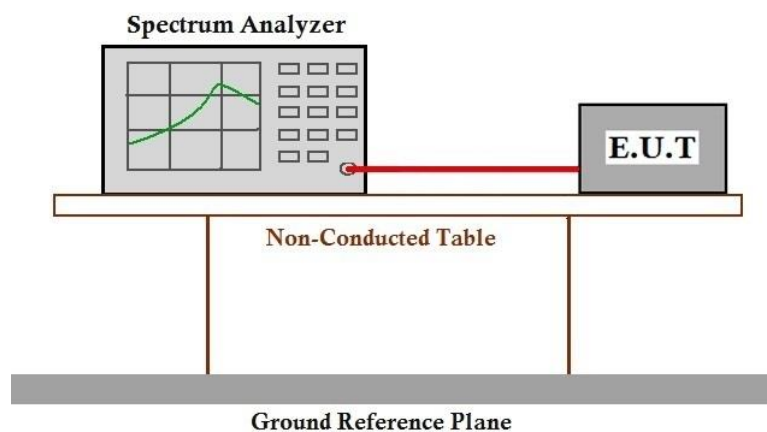 Spectrum Analyzer
E.U.T
Non-Conducted Table
Ground Reference Plane